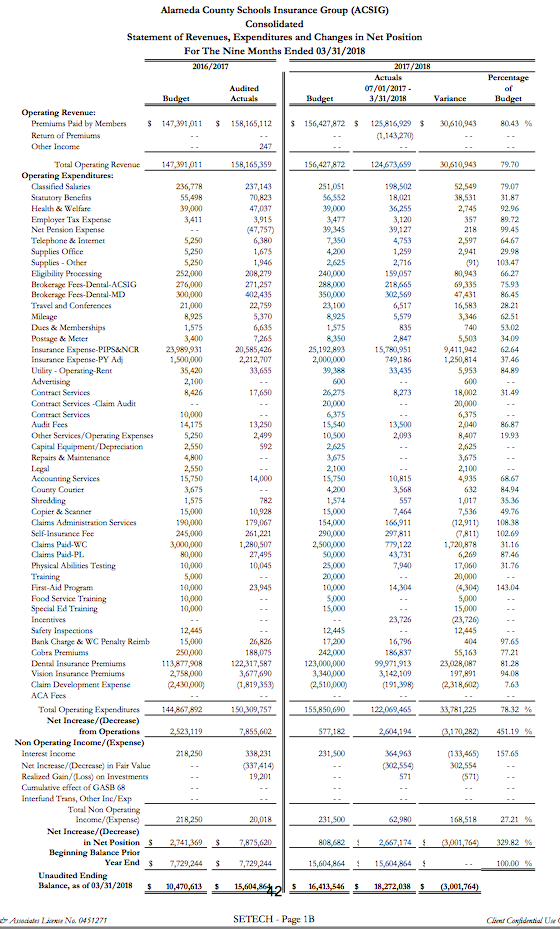 Alameda County Schools Insurance Group (ACSIG)
Consolidated
Statement of Revenues, Expenditures and Changes in Net Position
For The Nine Months Ended 03/31/2018
2016/2017 2017/2018
Actuals Percentage
Audited 07/01/2017 - of
Budget Actuals Budget 3/31/2018 Variance Budget
Operating Revenue:
Premiums Paid by Members $ 147,391,011 $ 158,165,112 $ 156,427,872 $ 125,816,929 $ 30,610,943 80.43 %
Return of Premiums -- -- -- (1,143,270) --
Other Income -- 247 -- -- --
Total Operating Revenue 147,391,011 158,165,359 156,427,872 124,673,659 30,610,943 79.70
Operating Expenditures:
Classified Salaries 236,778 237,143 251,051 198,502 52,549 79.07
Statutory Benefits 55,498 70,823 56,552 18,021 38,531 31.87
Health & Welfare 39,000 47,037 39,000 36,255 2,745 92.96
Employer Tax Expense 3,411 3,915 3,477 3,120 357 89.72
Net Pension Expense -- (47,757) 39,345 39,127 218 99.45
Telephone & Internet 5,250 6,380 7,350 4,753 2,597 64.67
Supplies Office 5,250 1,675 4,200 1,259 2,941 29.98
Supplies - Other 5,250 1,946 2,625 2,716 (91) 103.47
Eligibility Processing 252,000 208,279 240,000 159,057 80,943 66.27
Brokerage Fees-Dental-ACSIG 276,000 271,257 288,000 218,665 69,335 75.93
Brokerage Fees-Dental-MD 300,000 402,435 350,000 302,569 47,431 86.45
Travel and Conferences 21,000 22,759 23,100 6,517 16,583 28.21
Mileage 8,925 5,370 8,925 5,579 3,346 62.51
Dues & Memberships 1,575 6,635 1,575 835 740 53.02
Postage & Meter 3,400 7,265 8,350 2,847 5,503 34.09
Insurance Expense-PIPS&NCR 23,989,931 20,585,426 25,192,893 15,780,951 9,411,942 62.64
Insurance Expense-PY Adj 1,500,000 2,212,707 2,000,000 749,186 1,250,814 37.46
Utility - Operating-Rent 35,420 33,655 39,388 33,435 5,953 84.89
Advertising 2,100 -- 600 -- 600 --
Contract Services 8,426 17,650 26,275 8,273 18,002 31.49
Contract Services -Claim Audit -- -- 20,000 -- 20,000 --
Contract Services 10,000 -- 6,375 -- 6,375 --
Audit Fees 14,175 13,250 15,540 13,500 2,040 86.87
Other Services/Operating Expenses 5,250 2,499 10,500 2,093 8,407 19.93
Capital Equipment/Depreciation 2,550 592 2,625 -- 2,625 --
Repairs & Maintenance 4,800 -- 3,675 -- 3,675 --
Legal 2,550 -- 2,100 -- 2,100 --
Accounting Services 15,750 14,000 15,750 10,815 4,935 68.67
County Courier 3,675 -- 4,200 3,568 632 84.94
Shredding 1,575 782 1,574 557 1,017 35.36
Copier & Scanner 15,000 10,928 15,000 7,464 7,536 49.76
Claims Administration Services 190,000 179,067 154,000 166,911 (12,911) 108.38
Self-Insurance Fee 245,000 261,221 290,000 297,811 (7,811) 102.69
Claims Paid-WC 3,000,000 1,280,507 2,500,000 779,122 1,720,878 31.16
Claims Paid-PL 80,000 27,495 50,000 43,731 6,269 87.46
Physical Abilities Testing 10,000 10,045 25,000 7,940 17,060 31.76
Training 5,000 -- 20,000 -- 20,000 --
First-Aid Program 10,000 23,945 10,000 14,304 (4,304) 143.04
Food Service Training 10,000 -- 5,000 -- 5,000 --
Special Ed Training 10,000 -- 15,000 -- 15,000 --
Incentives -- -- -- 23,726 (23,726) --
Safety Inspections 12,445 -- 12,445 -- 12,445 --
Bank Charge & WC Penalty Reimb 15,000 26,826 17,200 16,796 404 97.65
Cobra Premiums 250,000 188,075 242,000 186,837 55,163 77.21
Dental Insurance Premiums 113,877,908 122,317,587 123,000,000 99,971,913 23,028,087 81.28
Vision Insurance Premiums 2,758,000 3,677,690 3,340,000 3,142,109 197,891 94.08
Claim Development Expense (2,430,000) (1,819,353) (2,510,000) (191,398) (2,318,602) 7.63
ACA Fees -- -- -- -- -- --
Total Operating Expenditures 144,867,892 150,309,757 155,850,690 122,069,465 33,781,225 78.32 %
Net Increase/(Decrease)
from Operations 2,523,119 7,855,602 577,182 2,604,194 (3,170,282) 451.19 %
Non Operating Income/(Expense)
Interest Income 218,250 338,231 231,500 364,963 (133,465) 157.65
Net Increase/(Decrease) in Fair Value -- (337,414) -- (302,554) 302,554 --
Realized Gain/(Loss) on Investments -- 19,201 -- 571 (571) --
Cumulative effect of GASB 68 -- -- -- -- -- --
Interfund Trans, Other Inc/Exp -- -- -- -- -- --
Total Non Operating
Income/(Expense) 218,250 20,018 231,500 62,980 168,518 27.21 %
Net Increase/(Decrease)
in Net Position $ 2,741,369 $ 7,875,620 808,682 $ 2,667,174 $ (3,001,764) 329.82 %
Beginning Balance Prior
Year End $ 7,729,244 $ 7,729,244 15,604,864 $ 15,604,864 $ -- 100.00 %
Unaudited Ending
Balance, as of 03/31/2018 $ 10,470,613 $ 15,604,864 $ 16,413,546 $ 18,272,038 $ (3,001,764)
42
& Associates License No. 0451271 SETECH - Page 1B Client Confidential Use